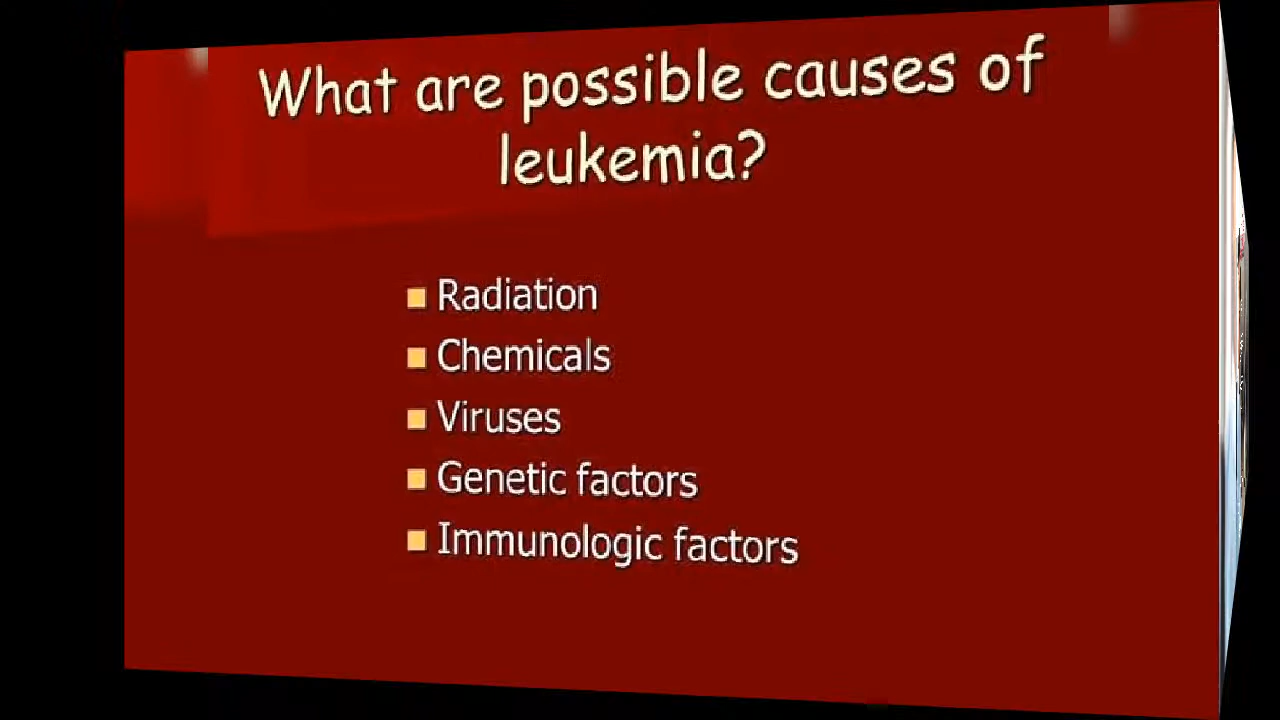 What are possible causes of
leukemia?
Radiation
Chemicals
Viruses
Genetic factors
Immunologic factors